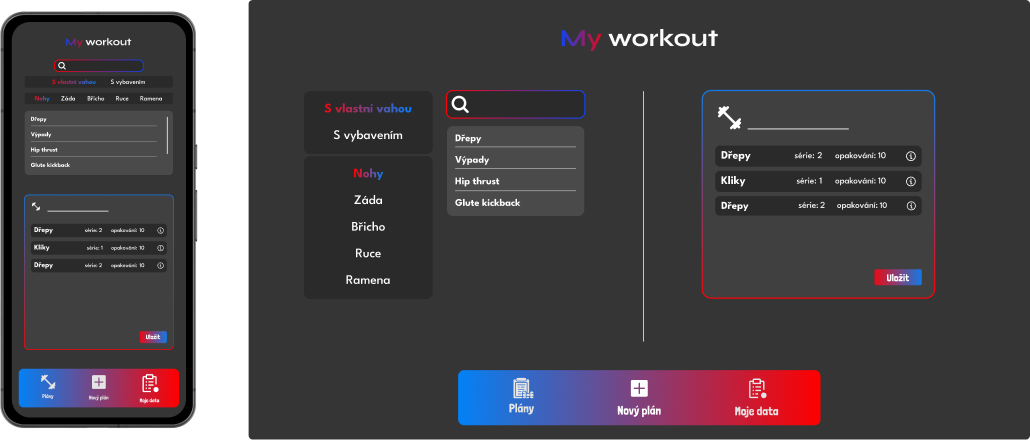 My workout
S vlastní vahou S vybavením
Nohy Záda Břicho Ruce Ramena
Dřepy
Výpady
Hip thrust
Glute kickback
Dřepy série: 2 opakování: 10
Kliky série: 1 opakování: 10
Dřepy série: 2 opakování: 10
Uložit
Plány Nový plán Moje data
My workout
S vlastní vahou
S vybavením
Nohy
Záda
Břicho
Ruce
Ramena
Dřepy
Výpady
Hip thrust
Glute kickback
Dřepy série: 2 opakování: 10
Kliky série: 1 opakování: 10
Dřepy série: 2 opakování: 10
Uložit
Plány Nový plán Moje data